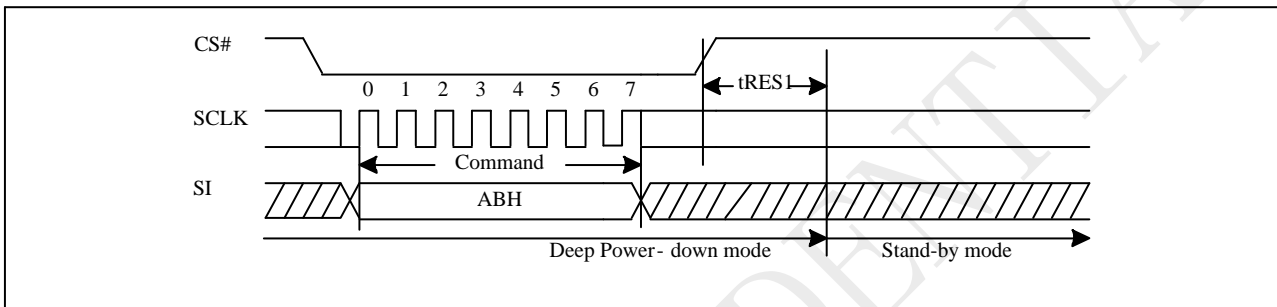 CS#
tRES1
0 1 2 3 4 5 6 7
SCLK
Command
SI
ABH
Deep Power- down mode Stand-by mode
DENTIA